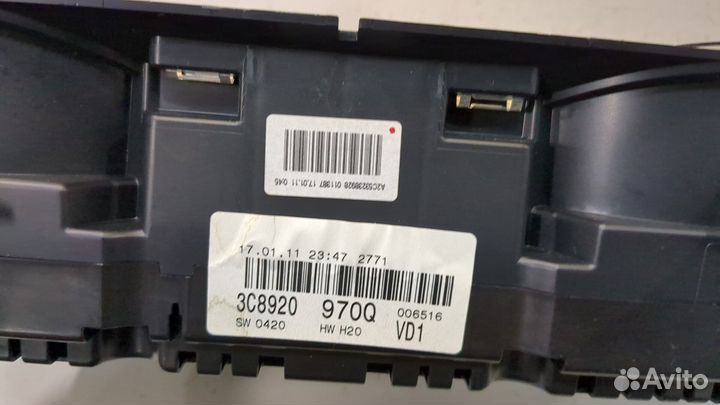 A2C53238928 011387 17.01.11 0:45
17.01.11 23:47 2771
3C8920 970Q 006516
SW 0420 HW H20 VD1
Avito